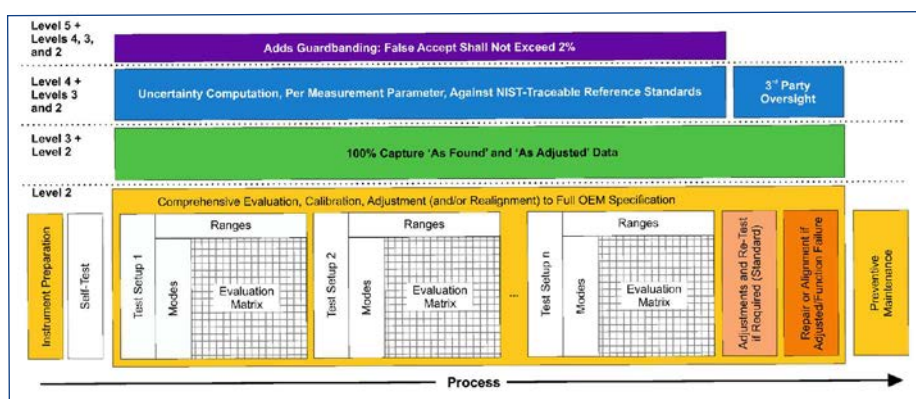 Level 5 +
Levels 4, 3,
and 2
Adds Guardbanding: False Accept Shall Not Exceed 2%
Level 4 +
Levels 3
and 2
Uncertainty Computation, Per Measurement Parameter, Against NIST-Traceable Reference Standards
3rd Party
Oversight
Level 3 +
Level 2
100% Capture 'As Found' and 'As Adjusted' Data
Level 2
Comprehensive Evaluation, Calibration, Adjustment (and/or Realignment) to Full OEM Specification
Instrument Preparation
Self-Test
Test Setup 1
Ranges
Modes
Evaluation
Matrix
Test Setup 2
Ranges
Modes
Evaluation
Matrix
...
Test Setup n
Ranges
Modes
Evaluation
Matrix
Adjustments and Re-Test
if Required (Standard)
Repair or Alignment if
Adjusted/Function Failure
Preventive
Maintenance
Process